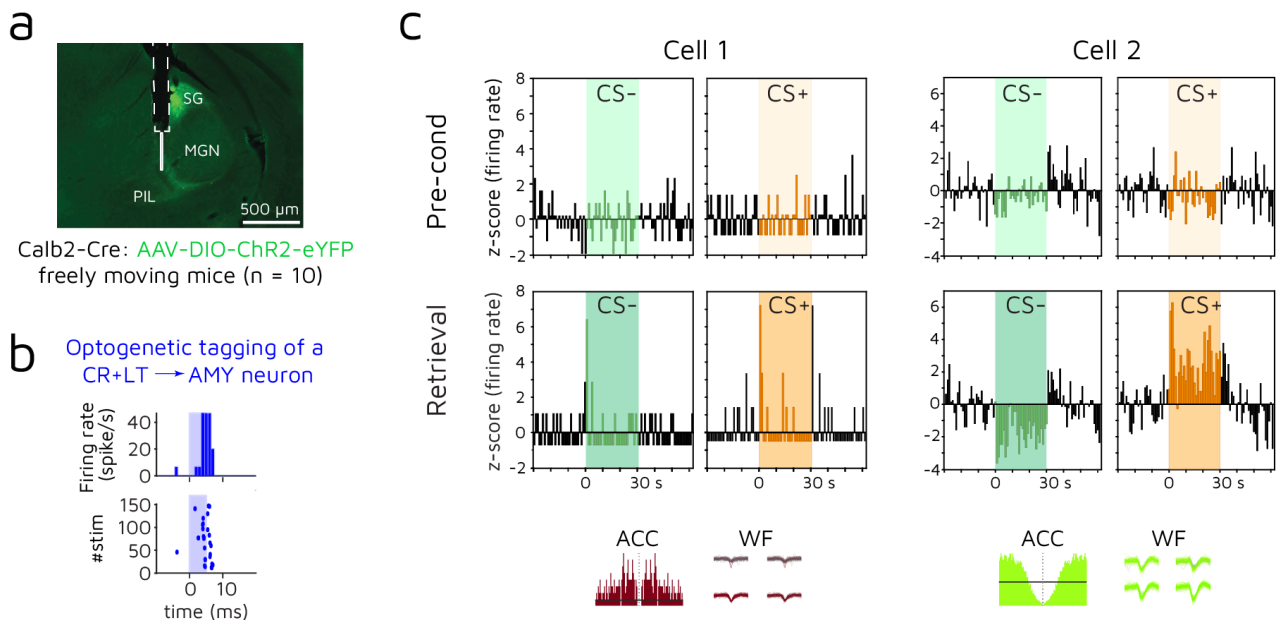 a
SG
MGN
PIL
500 µm
Calb2-Cre: AAV-DIO-ChR2-eYFP
freely moving mice (n = 10)
b
Optogenetic tagging of a
CR+LT → AMY neuron
Firing rate
(spike/s)
40
20
0
#stim
150
100
50
0
0 10
time (ms)
c
Cell 1 Cell 2
Pre-cond
z-score (firing rate)
8
6
4
2
0
-2
CS-
CS+
6
4
2
0
-2
-4
CS-
CS+
Retrieval
z-score (firing rate)
8
6
4
2
0
-2
CS-
CS+
6
4
2
0
-2
-4
CS-
CS+
0 30 s 0 30 s 0 30 s 0 30 s
ACC WF ACC WF